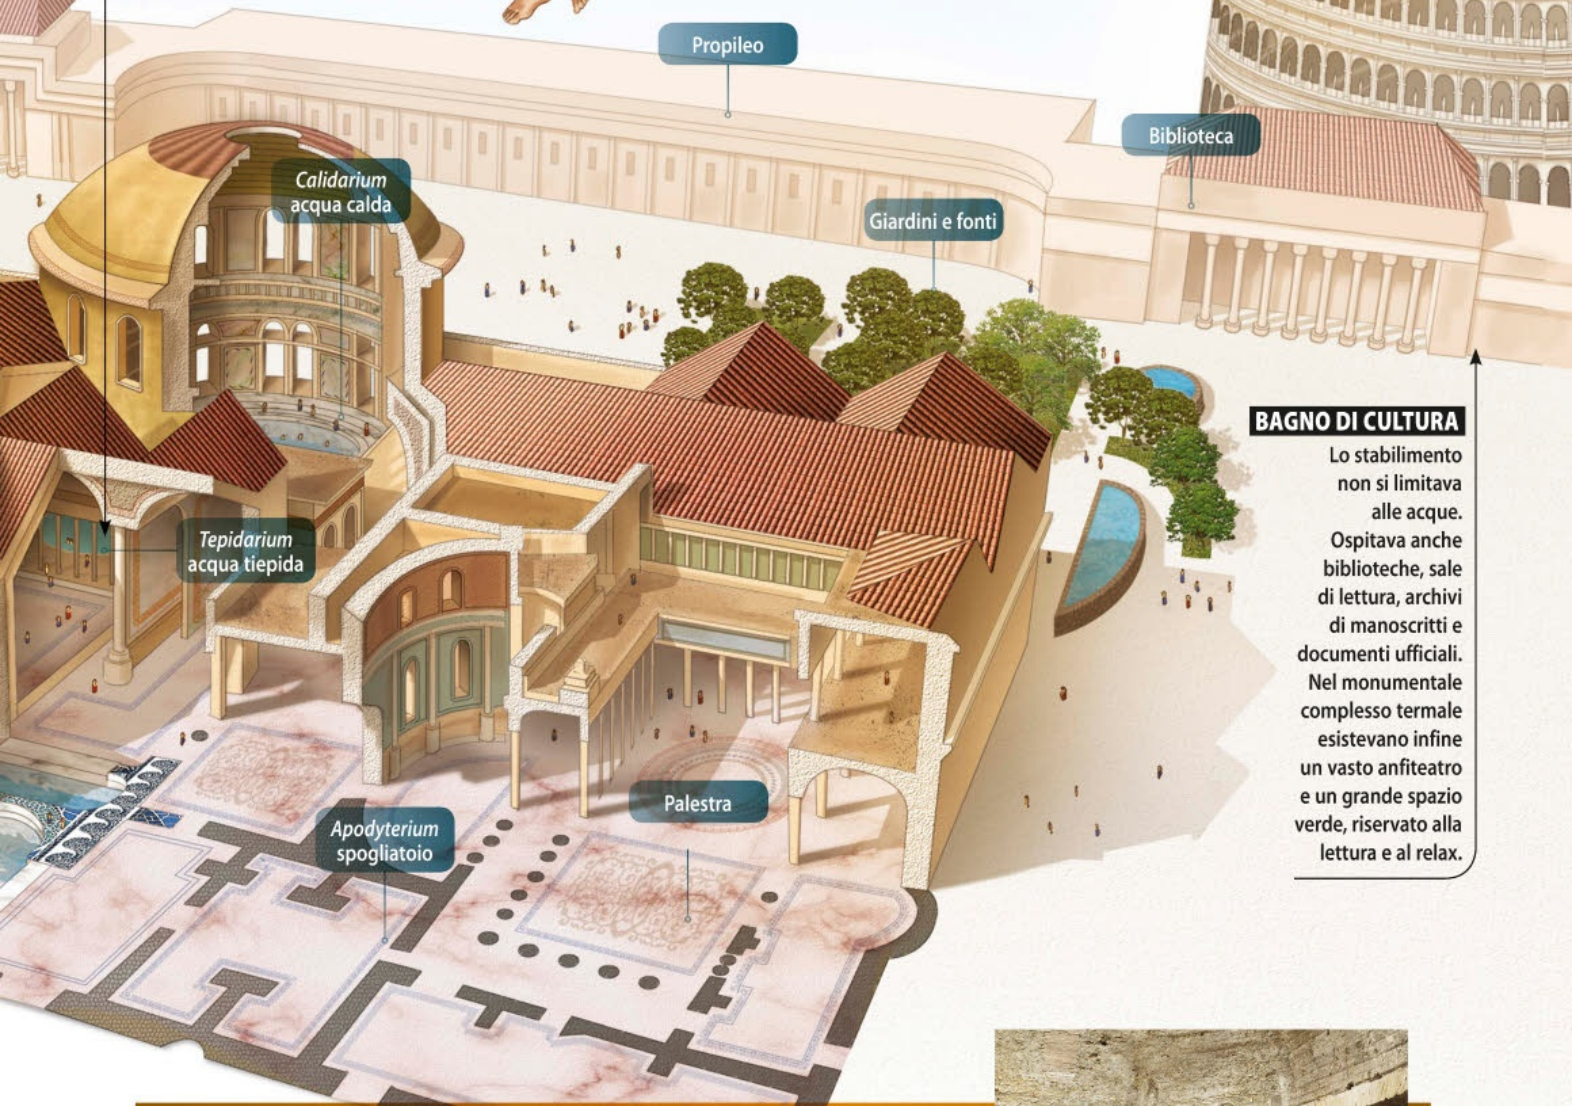 Propileo
Biblioteca
Calidarium
acqua calda
Giardini e fonti
BAGNO DI CULTURA
Lo stabilimento
non si limitava
alle acque.
Ospitava anche
biblioteche, sale
di lettura, archivi
di manoscritti e
documenti ufficiali.
Nel monumentale
complesso termale
esistevano infine
un vasto anfiteatro
e un grande spazio
verde, riservato alla
lettura e al relax.
Tepidarium
acqua tiepida
Palestra
Apodyterium
spogliatoio